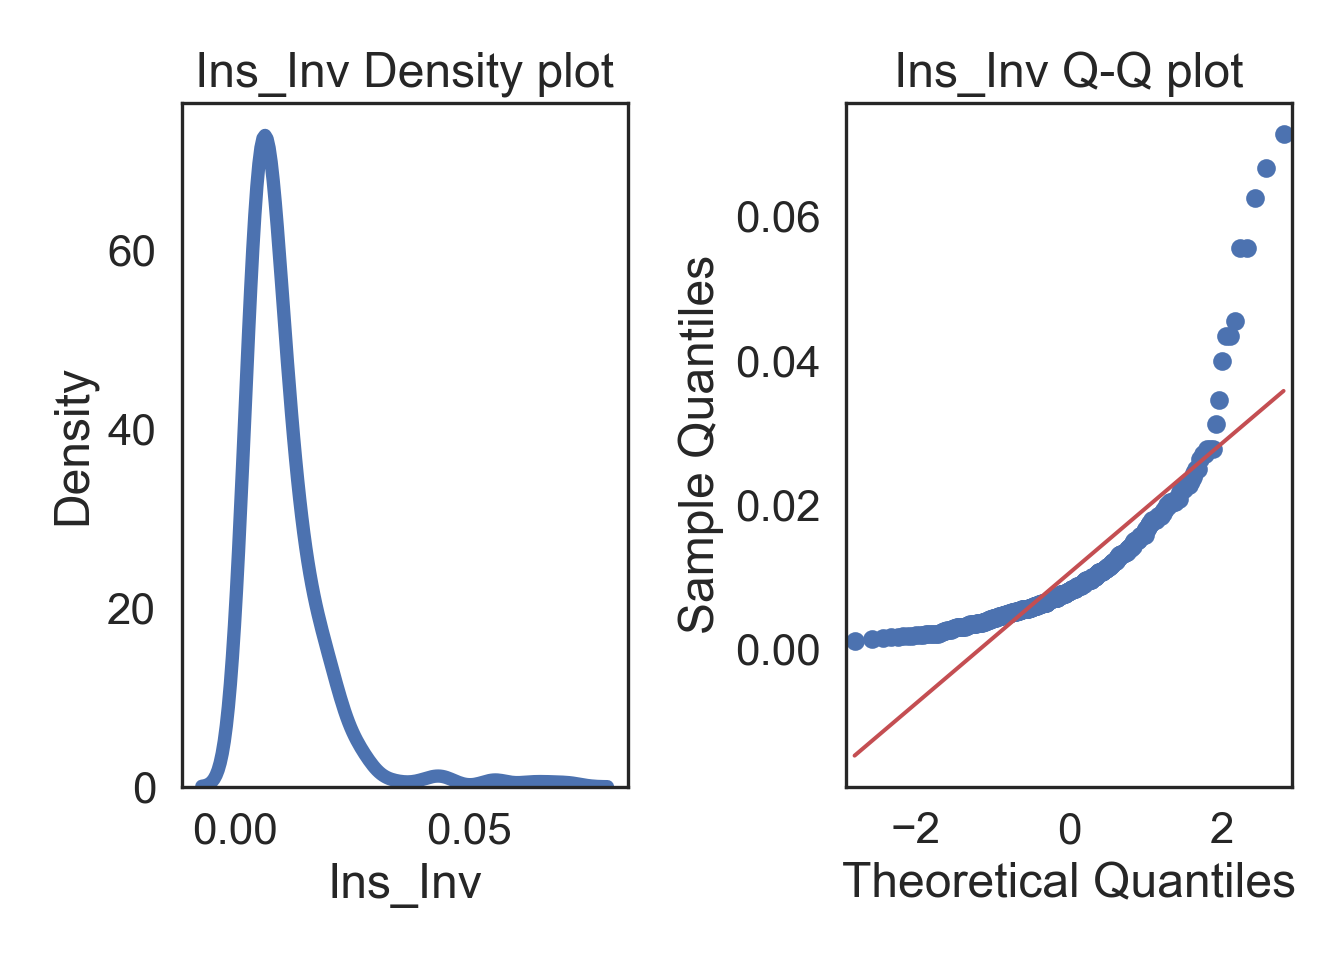 Ins_Inv Density plot
60
40
20
0
Density
0.00 0.05
Ins_Inv
Ins_Inv Q-Q plot
0.06
0.04
0.02
0.00
Sample Quantiles
−2 0 2
Theoretical Quantiles